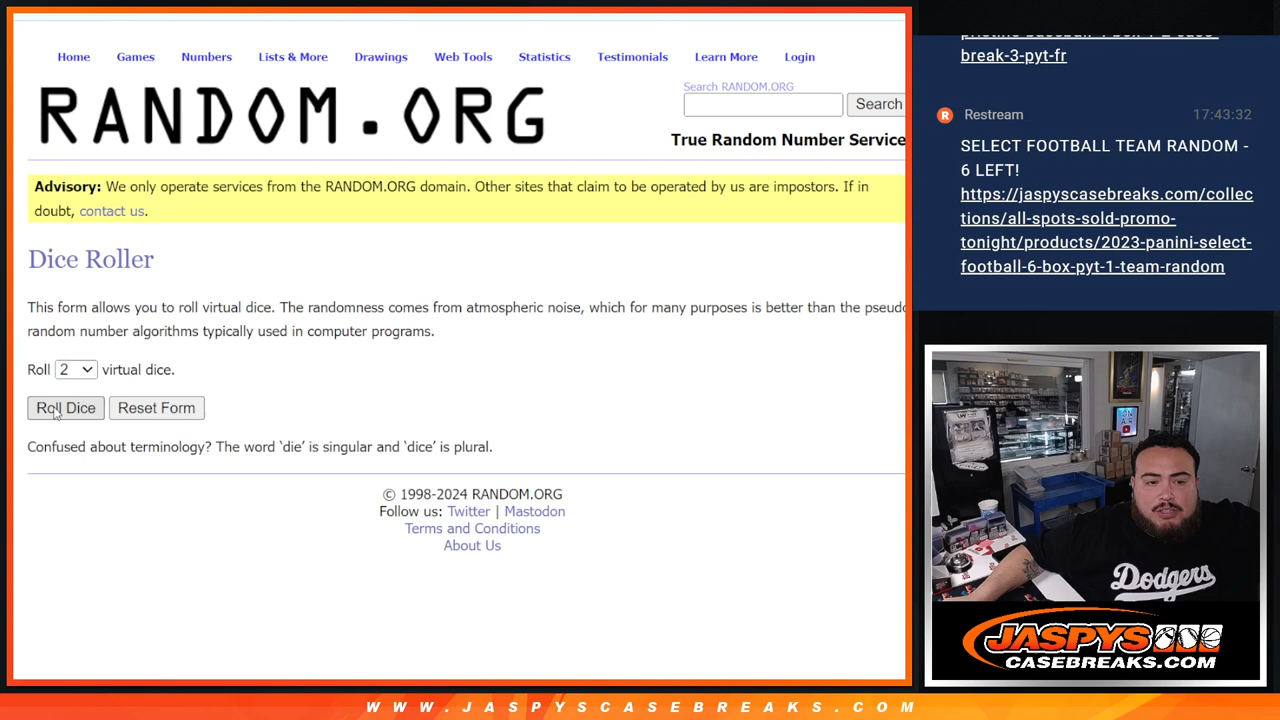 Home Games Numbers Lists & More Drawings Web Tools Statistics Testimonials Learn More Login
RANDOM.ORG
Search RANDOM.ORG
Search
True Random Number Service
Advisory: We only operate services from the RANDOM.ORG domain. Other sites that claim to be operated by us are impostors. If in
doubt, contact us.
Dice Roller
This form allows you to roll virtual dice. The randomness comes from atmospheric noise, which for many purposes is better than the pseudo
random number algorithms typically used in computer programs.
Roll 2 virtual dice.
Roll Dice Reset Form
Confused about terminology? The word ‘die’ is singular and ‘dice’ is plural.
© 1998-2024 RANDOM.ORG
Follow us: Twitter | Mastodon
Terms and Conditions
About Us
break-3-pyt-fr
Restream 17:43:32
SELECT FOOTBALL TEAM RANDOM -
6 LEFT!
https://jaspyscasebreaks.com/collec
tions/all-spots-sold-promo-
tonight/products/2023-panini-select-
football-6-box-pyt-1-team-random
Dodgers
JASPYS
CASEBREAKS.COM
WWW.JASPYSCASEBREAKS.COM